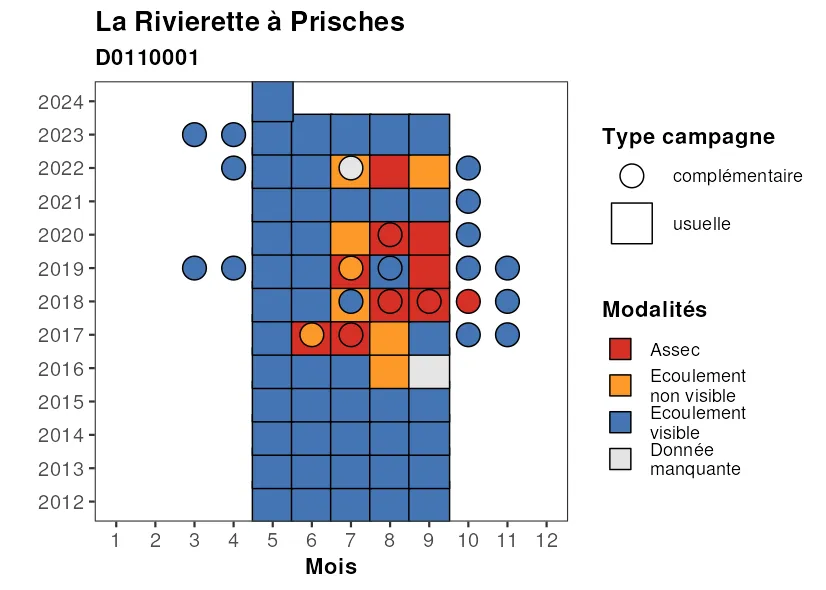 La Rivierette à Prisches
D0110001
2024
2023
2022
2021
2020
2019
2018
2017
2016
2015
2014
2013
2012
1 2 3 4 5 6 7 8 9 10 11 12
Mois
Type campagne
complémentaire
usuelle
Modalités
Assec
Ecoulement
non visible
Ecoulement
visible
Donnée
manquante